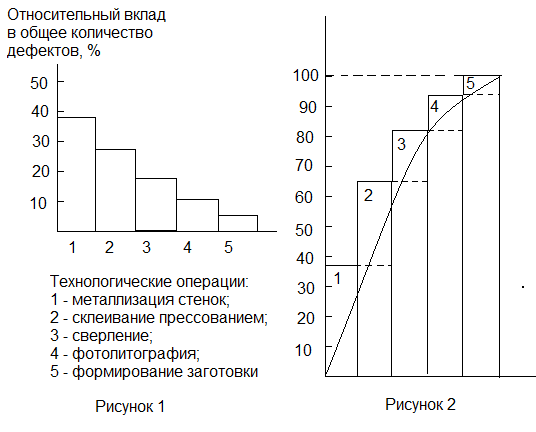 Относительный вклад
в общее количество
дефектов, %
50
40
30
20
10
1 2 3 4 5
Технологические операции:
1 - металлизация стенок;
2 - склеивание прессованием;
3 - сверление;
4 - фотолитография;
5 - формирование заготовки
Рисунок 1
100
90
80
70
60
50
40
30
20
10
1
2
3
4
5
Рисунок 2